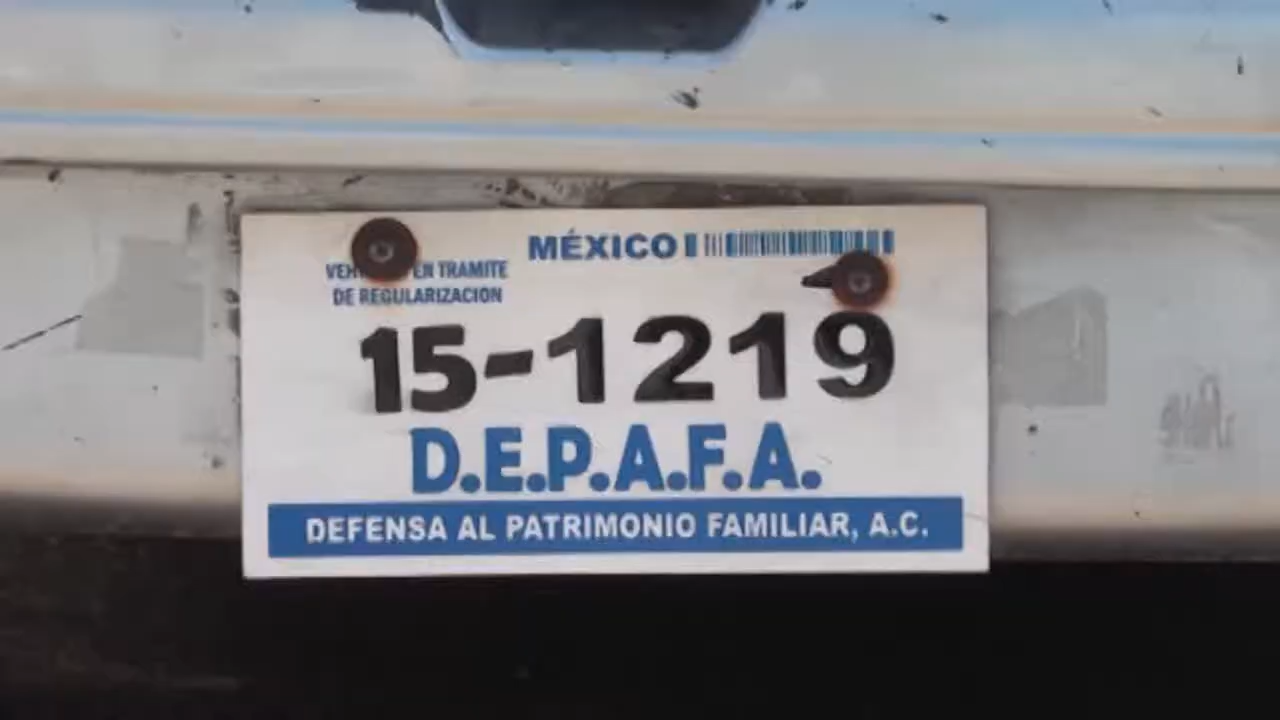 MÉXICO
EN TRAMITE
DE REGULARIZACION
15-1219
D.E.P.A.F.A.
DEFENSA AL PATRIMONIO FAMILIAR, A.C.